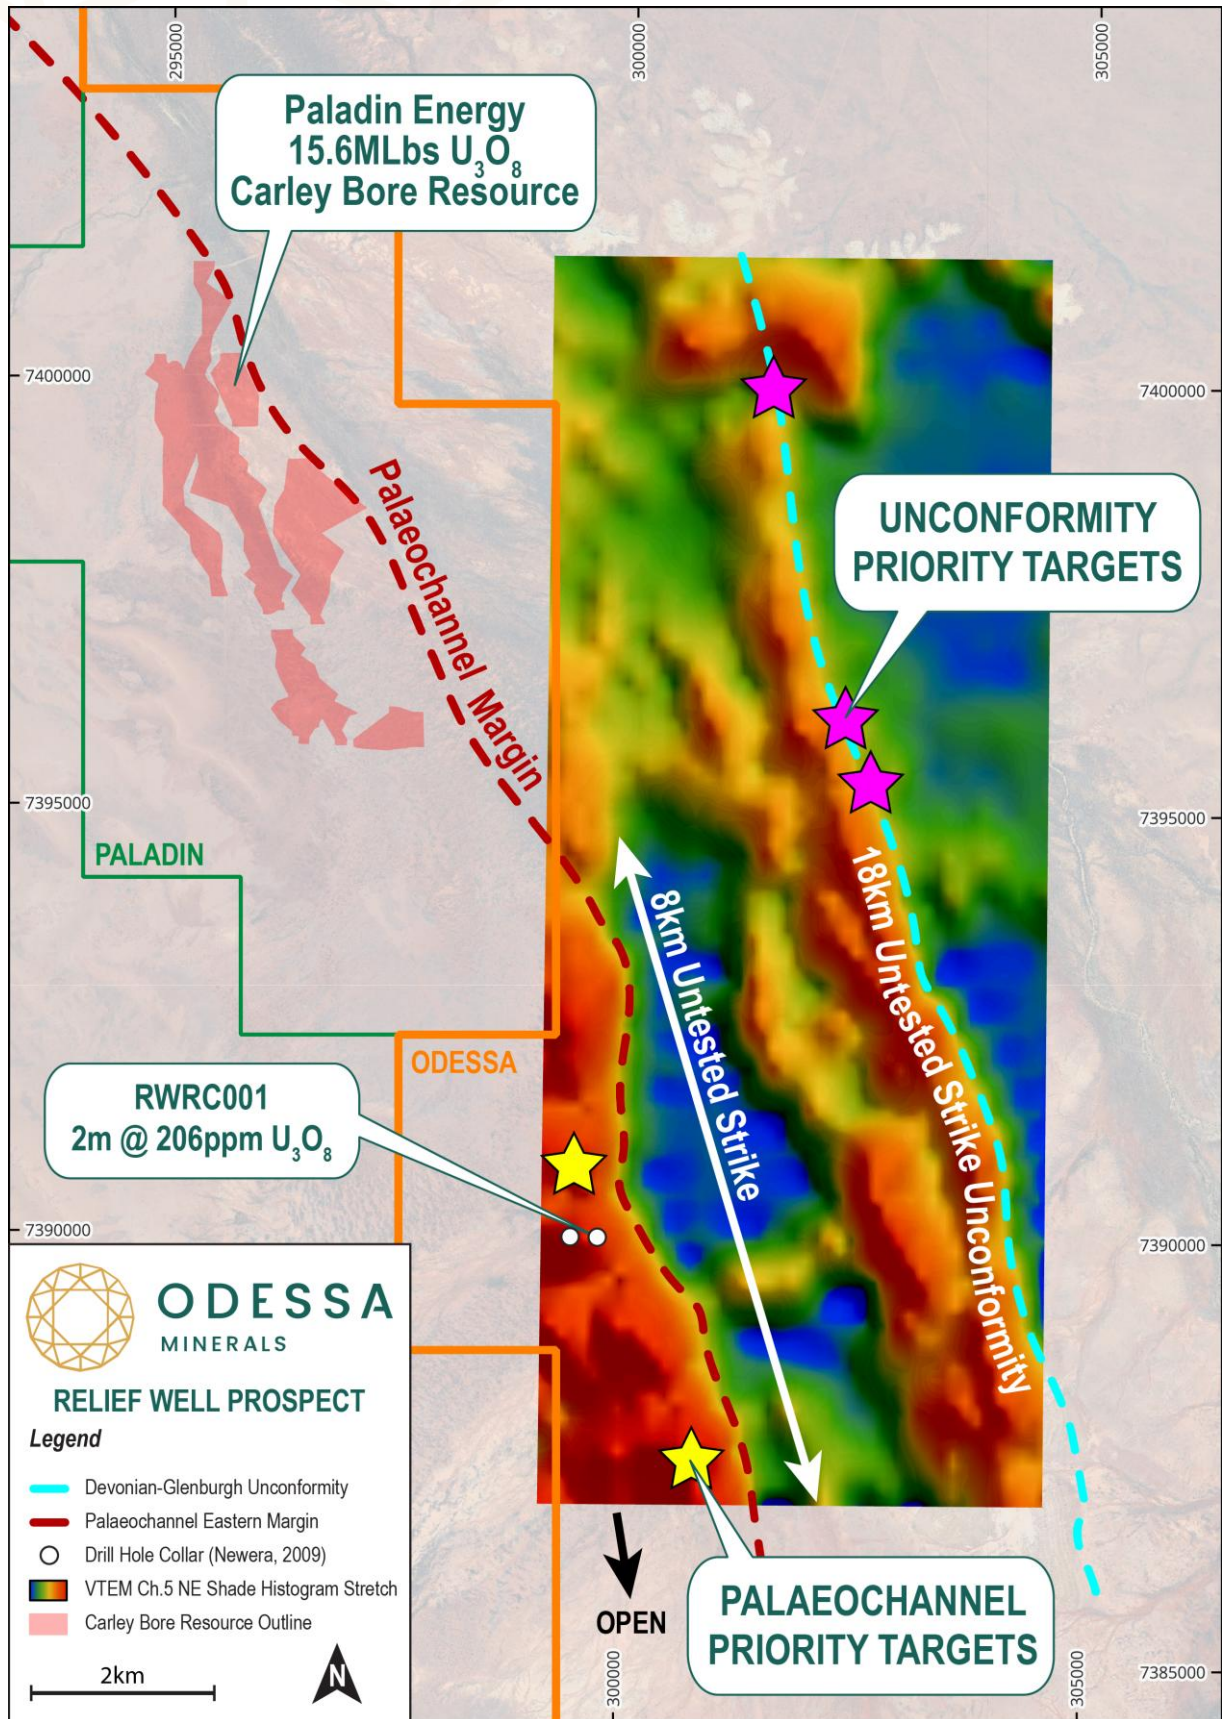 295000
300000
305000
Paladin Energy
15.6MLbs U₃O₈
Carley Bore Resource
7400000
7400000
Palaeochannel Margin
UNCONFORMITY
PRIORITY TARGETS
7395000
7395000
PALADIN
8km Untested Strike
18km Untested Strike Unconformity
ODESSA
RWRC001
2m @ 206ppm U₃O₈
7390000
7390000
ODESSA
MINERALS
RELIEF WELL PROSPECT
Legend
Devonian-Glenburgh Unconformity
Palaeochannel Eastern Margin
Drill Hole Collar (Newera, 2009)
VTEM Ch.5 NE Shade Histogram Stretch
Carley Bore Resource Outline
2km
N
OPEN
PALAEOCHANNEL
PRIORITY TARGETS
300000
305000
7385000